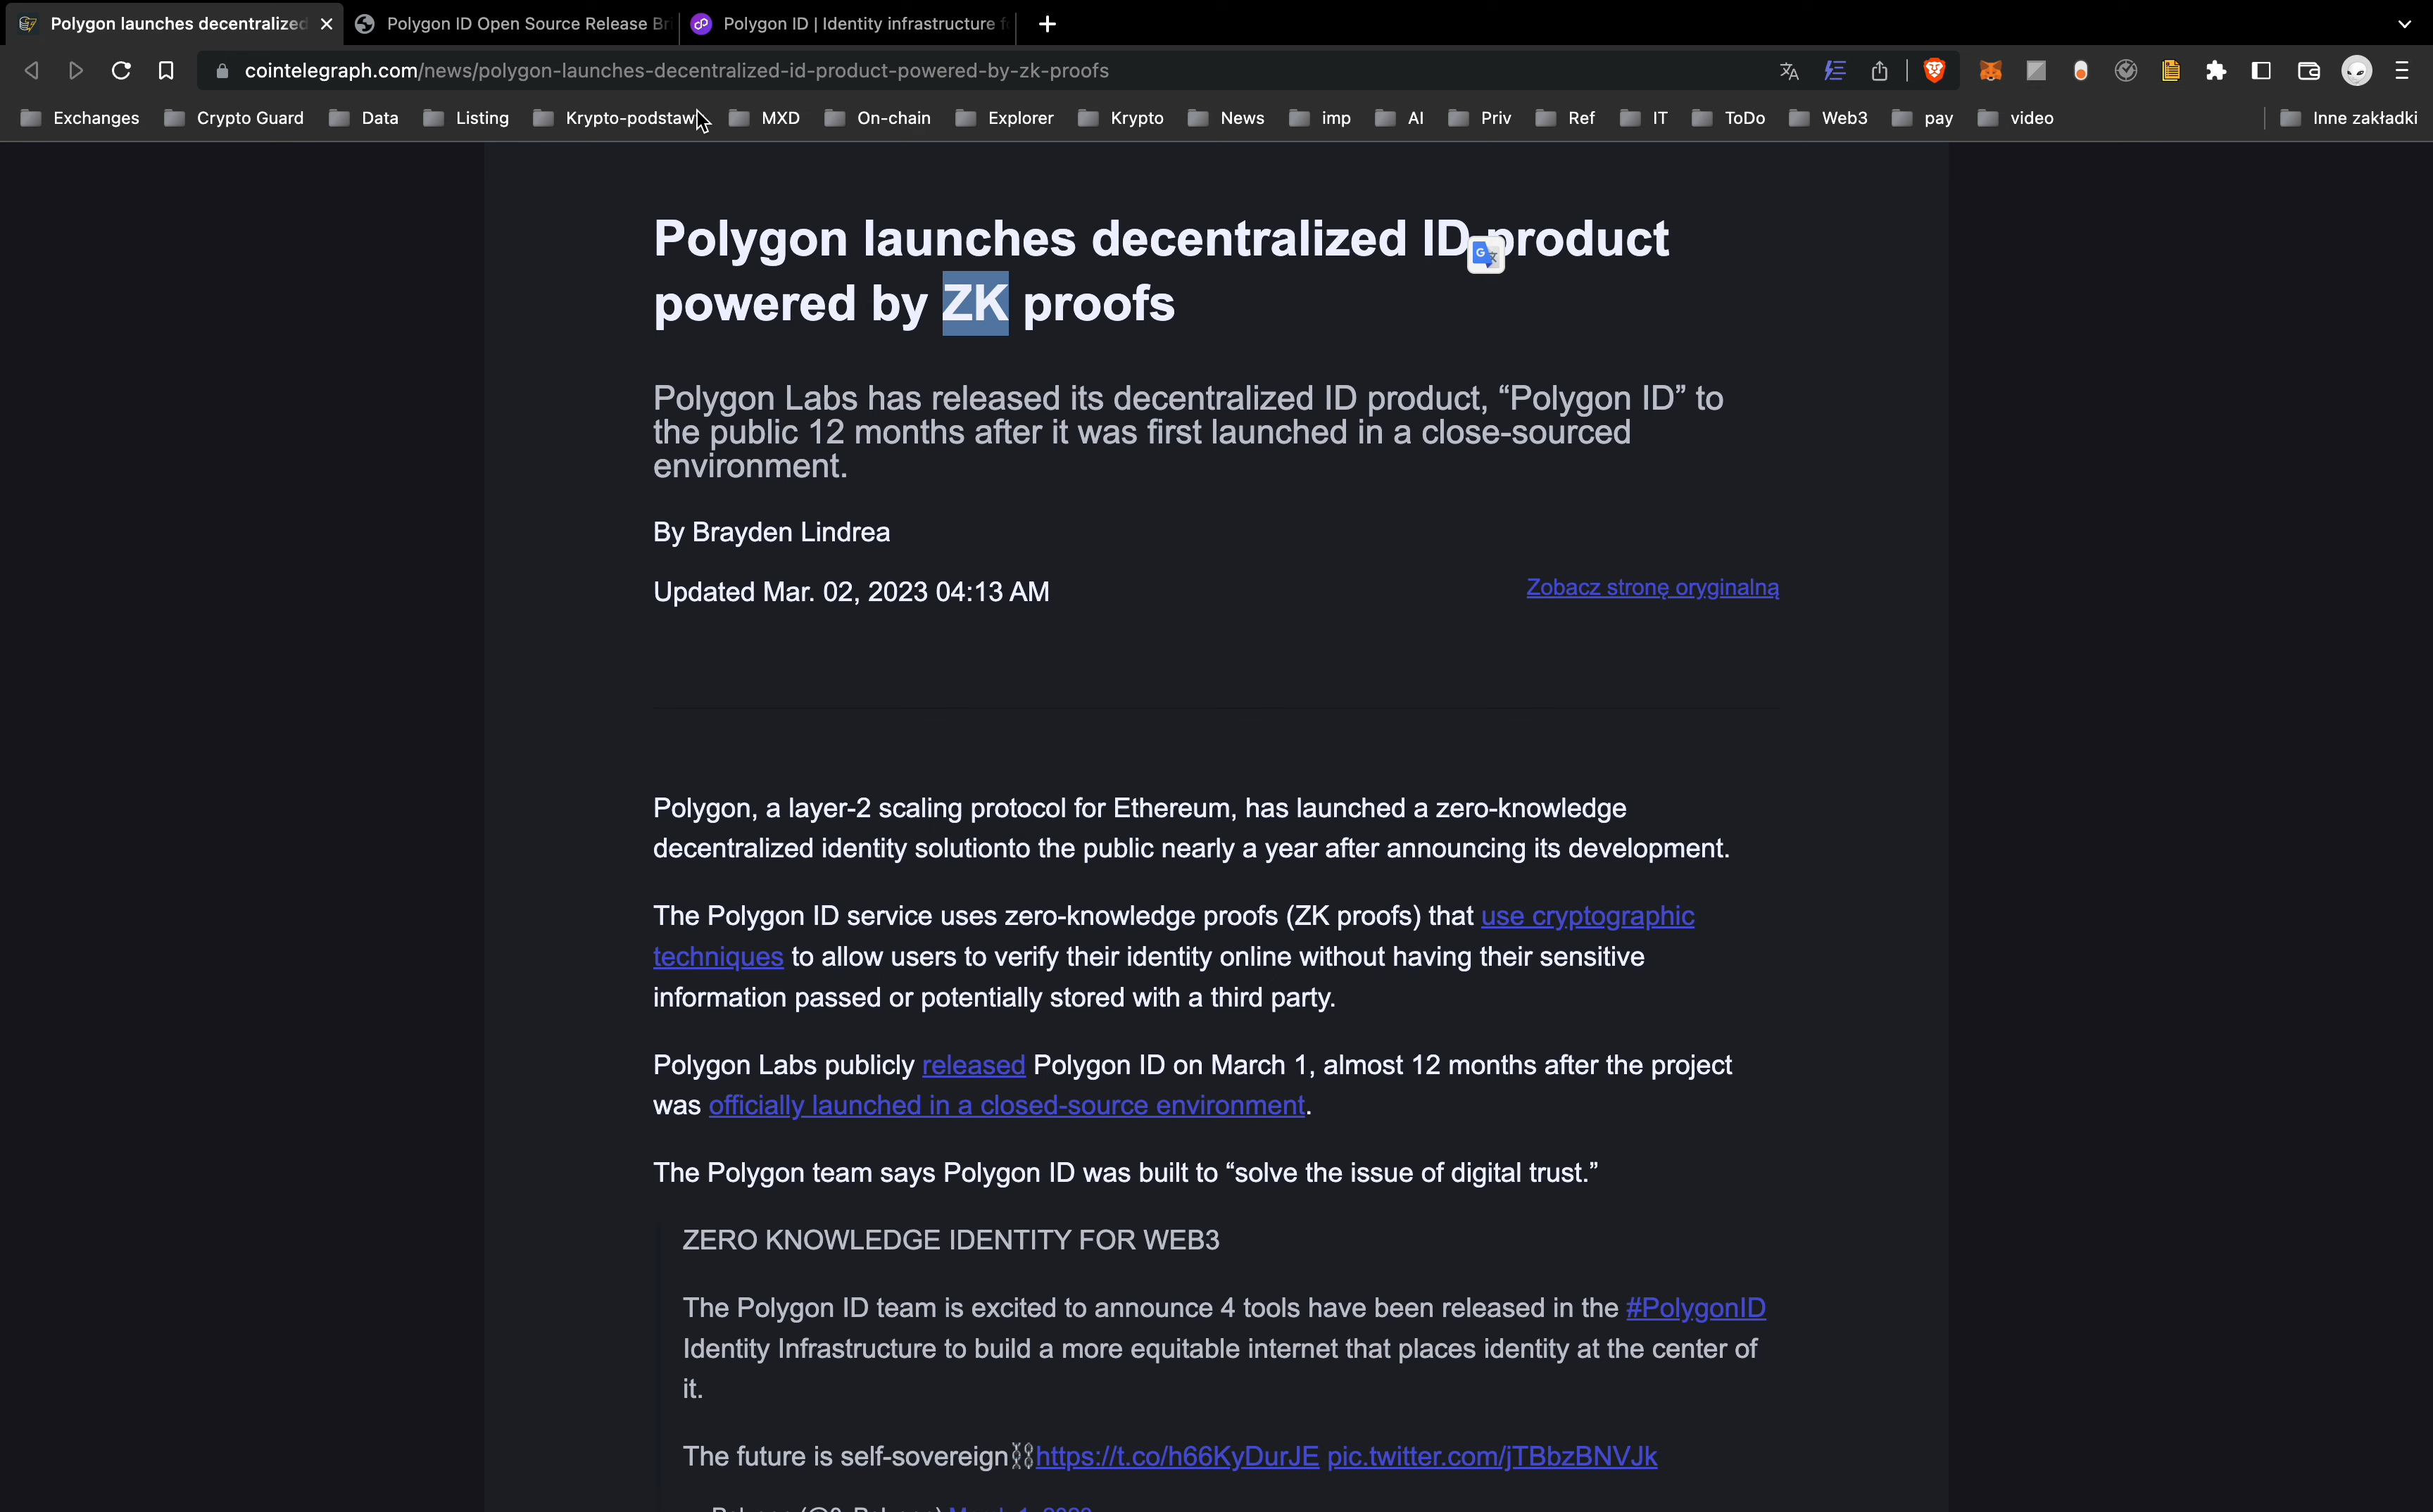 Polygon launches decentralized
Polygon ID Open Source Release Bri
Polygon ID | Identity infrastructure f
cointelegraph.com/news/polygon-launches-decentralized-id-product-powered-by-zk-proofs
Exchanges Crypto Guard Data Listing Krypto-podstaw MXD On-chain Explorer Krypto News imp AI Priv Ref IT ToDo Web3 pay video Inne zakładki
Polygon launches decentralized ID product
powered by ZK proofs
Polygon Labs has released its decentralized ID product, “Polygon ID” to
the public 12 months after it was first launched in a close-sourced
environment.
By Brayden Lindrea
Updated Mar. 02, 2023 04:13 AM
Zobacz stronę oryginalną
Polygon, a layer-2 scaling protocol for Ethereum, has launched a zero-knowledge
decentralized identity solutionto the public nearly a year after announcing its development.
The Polygon ID service uses zero-knowledge proofs (ZK proofs) that use cryptographic
techniques to allow users to verify their identity online without having their sensitive
information passed or potentially stored with a third party.
Polygon Labs publicly released Polygon ID on March 1, almost 12 months after the project
was officially launched in a closed-source environment.
The Polygon team says Polygon ID was built to “solve the issue of digital trust.”
ZERO KNOWLEDGE IDENTITY FOR WEB3
The Polygon ID team is excited to announce 4 tools have been released in the #PolygonID
Identity Infrastructure to build a more equitable internet that places identity at the center of
it.
The future is self-sovereign⛓https://t.co/h66KyDurJE pic.twitter.com/jTBbzBNVJk